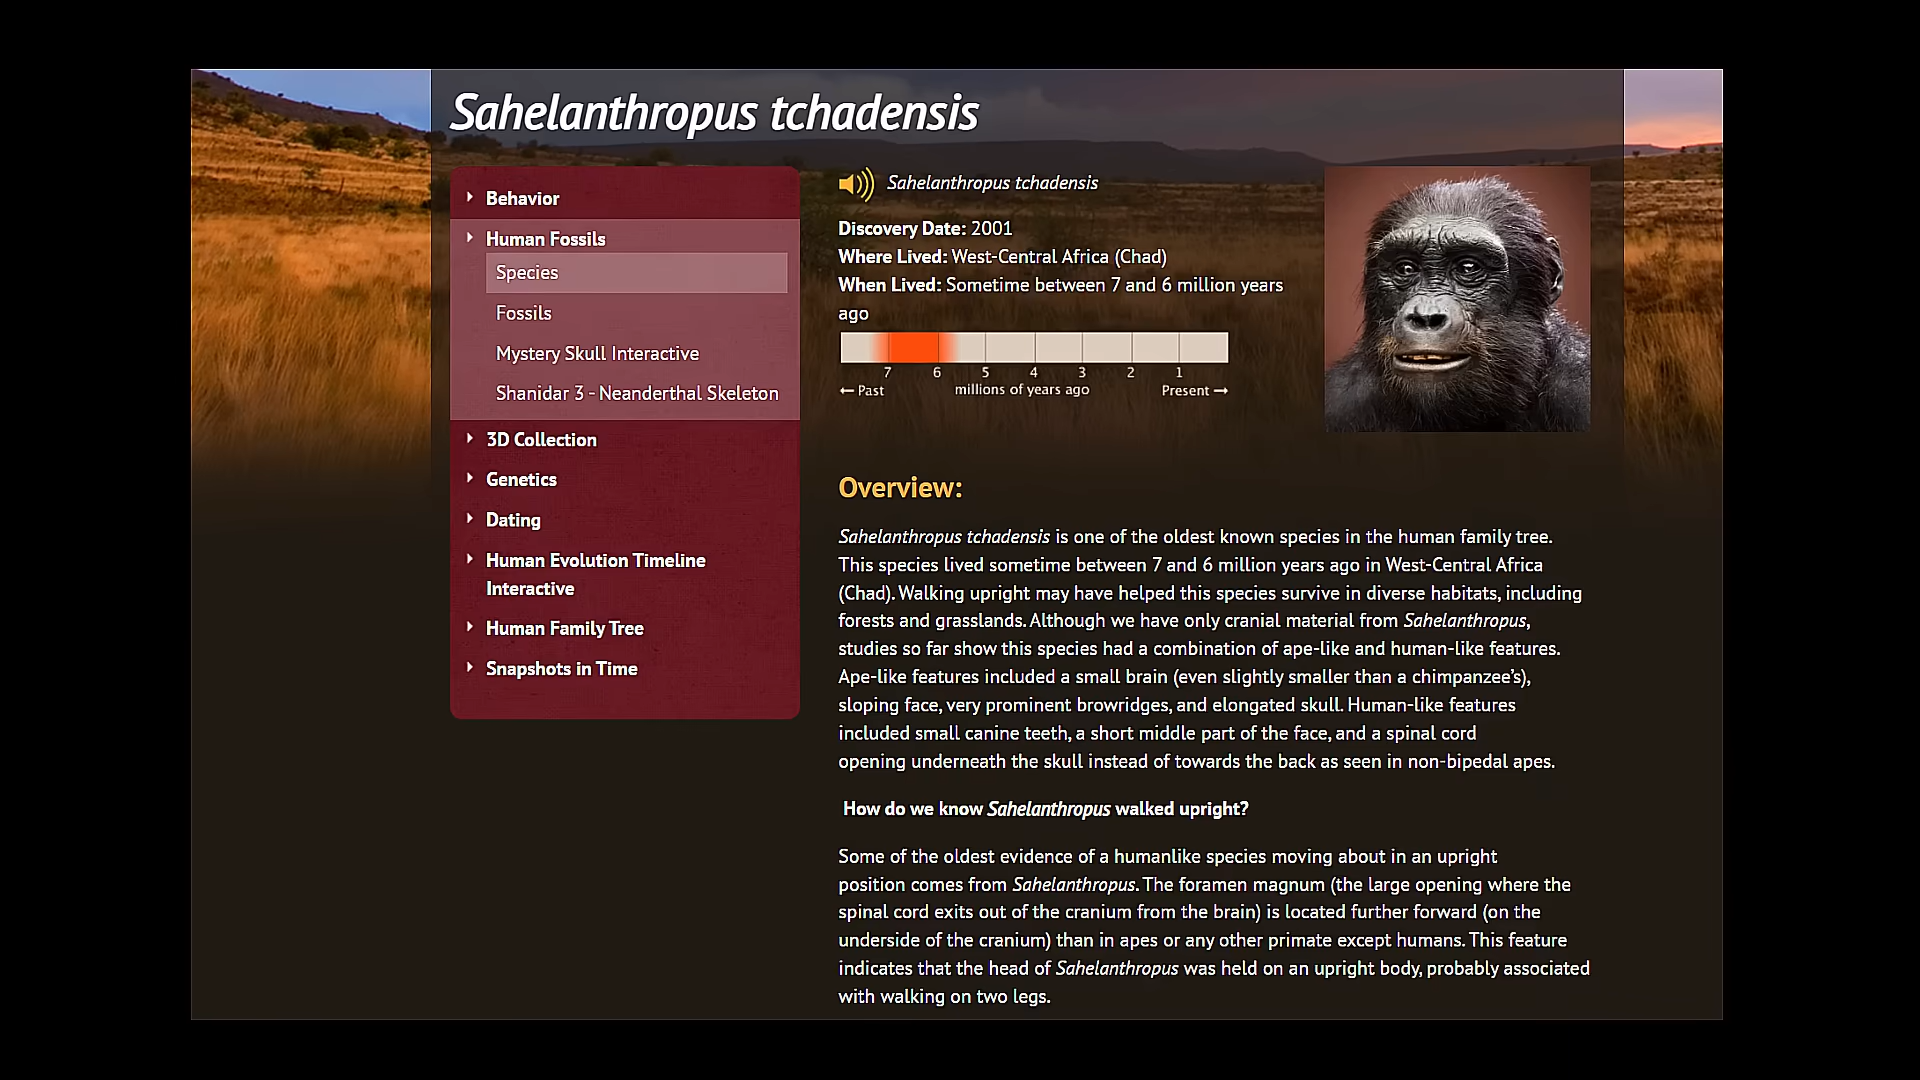 Sahelanthropus tchadensis
Behavior
Human Fossils
Species
Fossils
Mystery Skull Interactive
Shanidar 3 - Neanderthal Skeleton
3D Collection
Genetics
Dating
Human Evolution Timeline
Interactive
Human Family Tree
Snapshots in Time
Sahelanthropus tchadensis
Discovery Date: 2001
Where Lived: West-Central Africa (Chad)
When Lived: Sometime between 7 and 6 million years
ago
7 6 5 4 3 2 1
← Past millions of years ago Present →
Overview:
Sahelanthropus tchadensis is one of the oldest known species in the human family tree.
This species lived sometime between 7 and 6 million years ago in West-Central Africa
(Chad). Walking upright may have helped this species survive in diverse habitats, including
forests and grasslands. Although we have only cranial material from Sahelanthropus,
studies so far show this species had a combination of ape-like and human-like features.
Ape-like features included a small brain (even slightly smaller than a chimpanzee's),
sloping face, very prominent browridges, and elongated skull. Human-like features
included small canine teeth, a short middle part of the face, and a spinal cord
opening underneath the skull instead of towards the back as seen in non-bipedal apes.
How do we know Sahelanthropus walked upright?
Some of the oldest evidence of a humanlike species moving about in an upright
position comes from Sahelanthropus. The foramen magnum (the large opening where the
spinal cord exits out of the cranium from the brain) is located further forward (on the
underside of the cranium) than in apes or any other primate except humans. This feature
indicates that the head of Sahelanthropus was held on an upright body, probably associated
with walking on two legs.